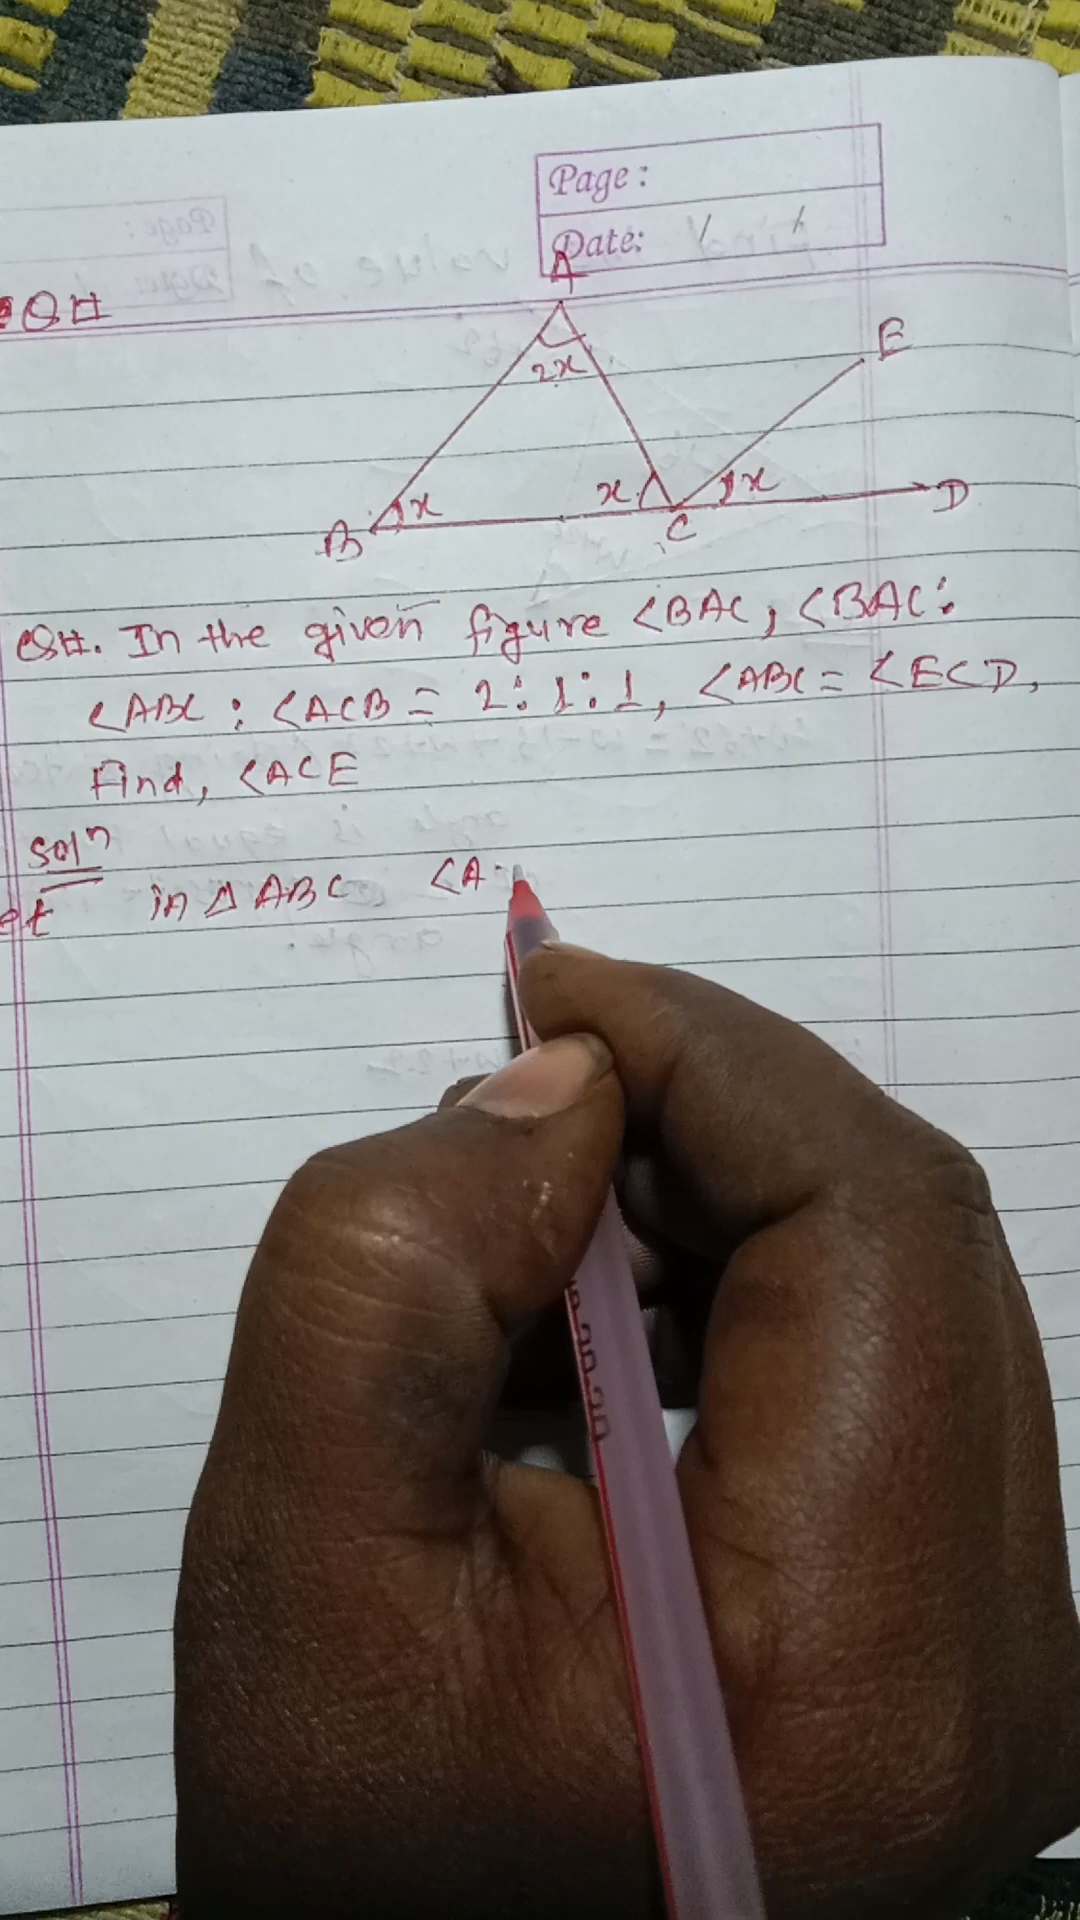 Page :
Date:
A
E
2x
x
x
x
B
C
D
In the given figure <BAC, <BAC:
<ABC : <ACB = 2:1:1, <ABC = <ECD,
Find, <ACE
Solⁿ
in Δ ABC <A